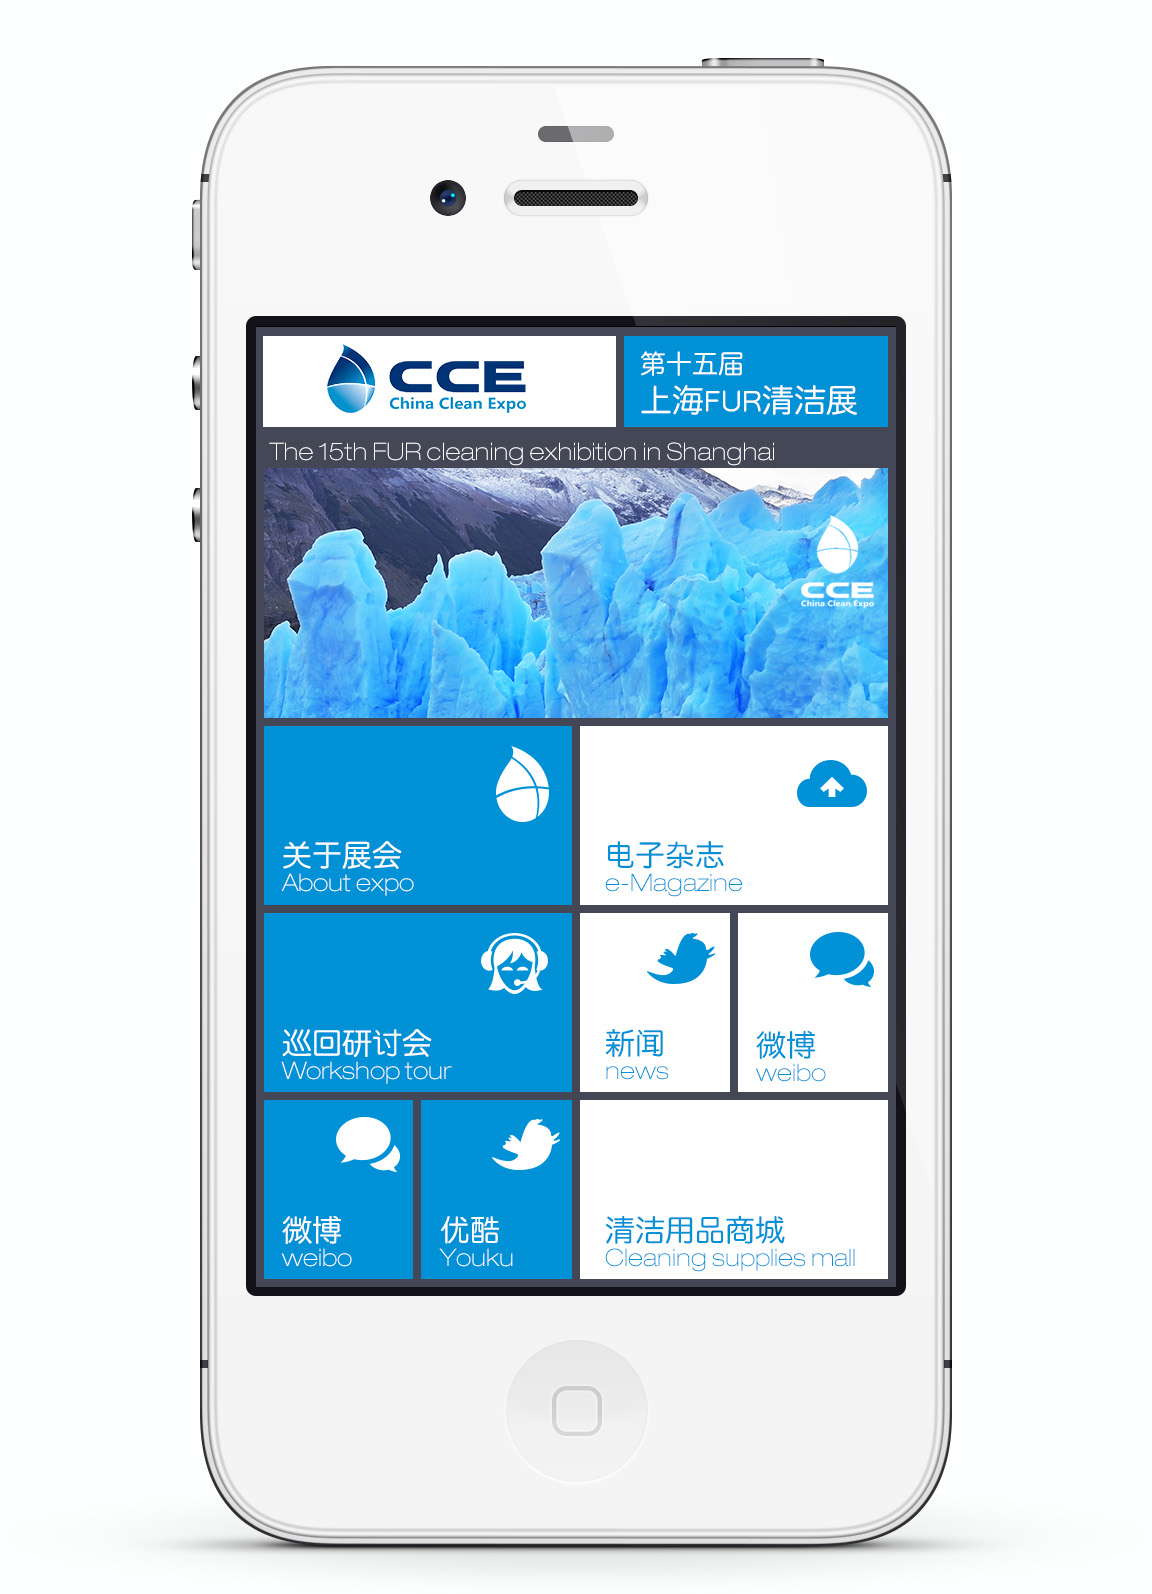 CCE
China Clean Expo
第十五届
上海FUR清洁展
The 15th FUR cleaning exhibition in Shanghai
CCE
China Clean Expo
关于展会
About expo
电子杂志
e-Magazine
巡回研讨会
Workshop tour
新闻
news
微博
weibo
微博
weibo
优酷
Youku
清洁用品商城
Cleaning supplies mall